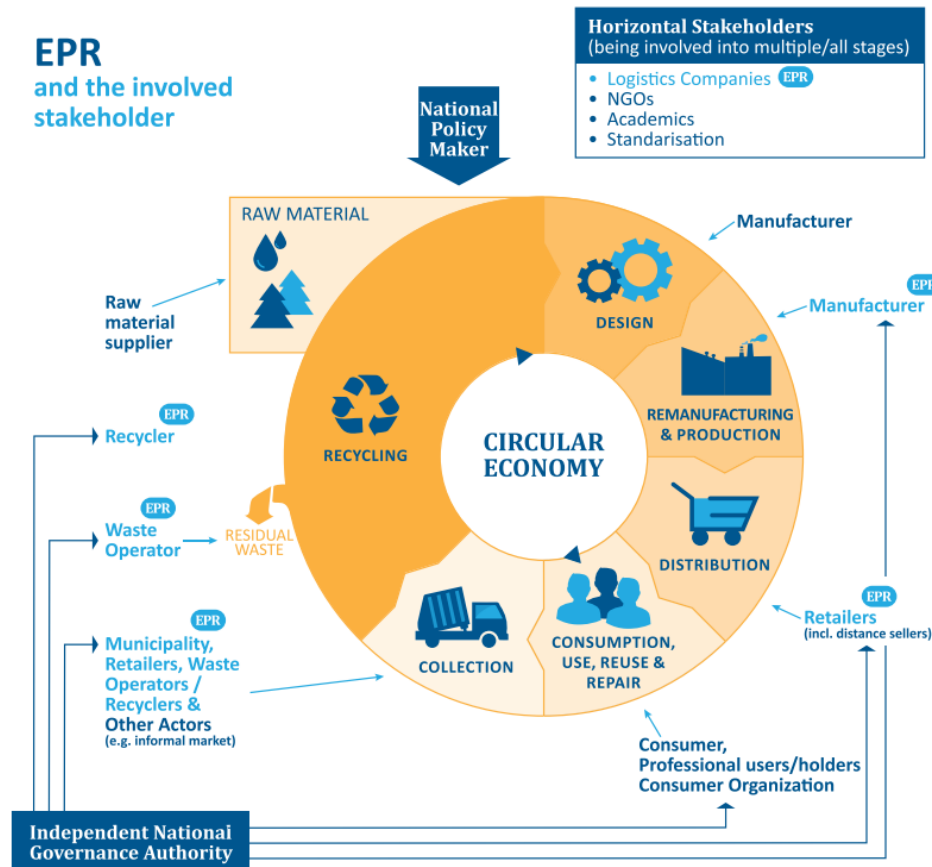 EPR
and the involved
stakeholder
Horizontal Stakeholders
(being involved into multiple/all stages)
• Logistics Companies EPR
• NGOs
• Academics
• Standarisation
National
Policy
Maker
RAW MATERIAL
Raw
material
supplier
DESIGN
Manufacturer
EPR
Manufacturer
REMANUFACTURING
& PRODUCTION
CIRCULAR
ECONOMY
RECYCLING
EPR
Recycler
EPR
Waste
Operator
RESIDUAL
WASTE
DISTRIBUTION
EPR
Retailers
(incl. distance sellers)
CONSUMPTION,
USE, REUSE &
REPAIR
COLLECTION
EPR
Municipality,
Retailers, Waste
Operators /
Recyclers &
Other Actors
(e.g. informal market)
Consumer,
Professional users/holders
Consumer Organization
Independent National
Governance Authority